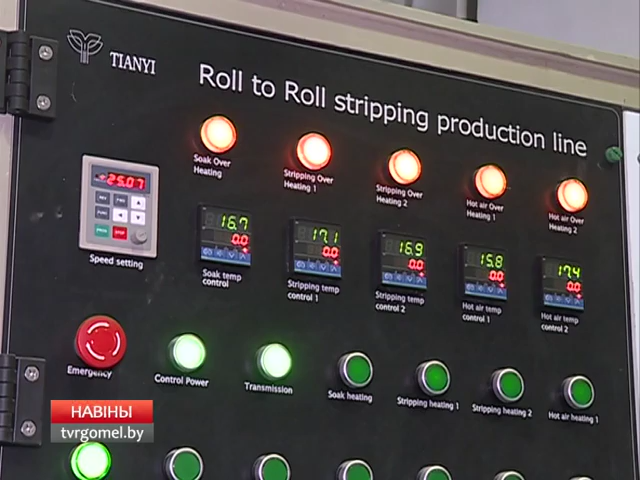 TIANYI
Roll to Roll stripping production line
Soak Over
Heating
Stripping Over
Heating 1
Stripping Over
Heating 2
Hot air Over
Heating 1
Hot air Over
Heating 2
25.07
STOP
Speed setting
16.7
0.0
Soak temp
control
17.1
0.0
Stripping temp
control 1
16.9
0.0
Stripping temp
control 2
15.8
0.0
Hot air temp
control 1
17.4
0.0
Hot air temp
control 2
Emergency
Control Power
Transmission
Soak heating
Stripping heating 1
Stripping heating 2
Hot air heating 1
НАВІНЫ
tvrgomel.by